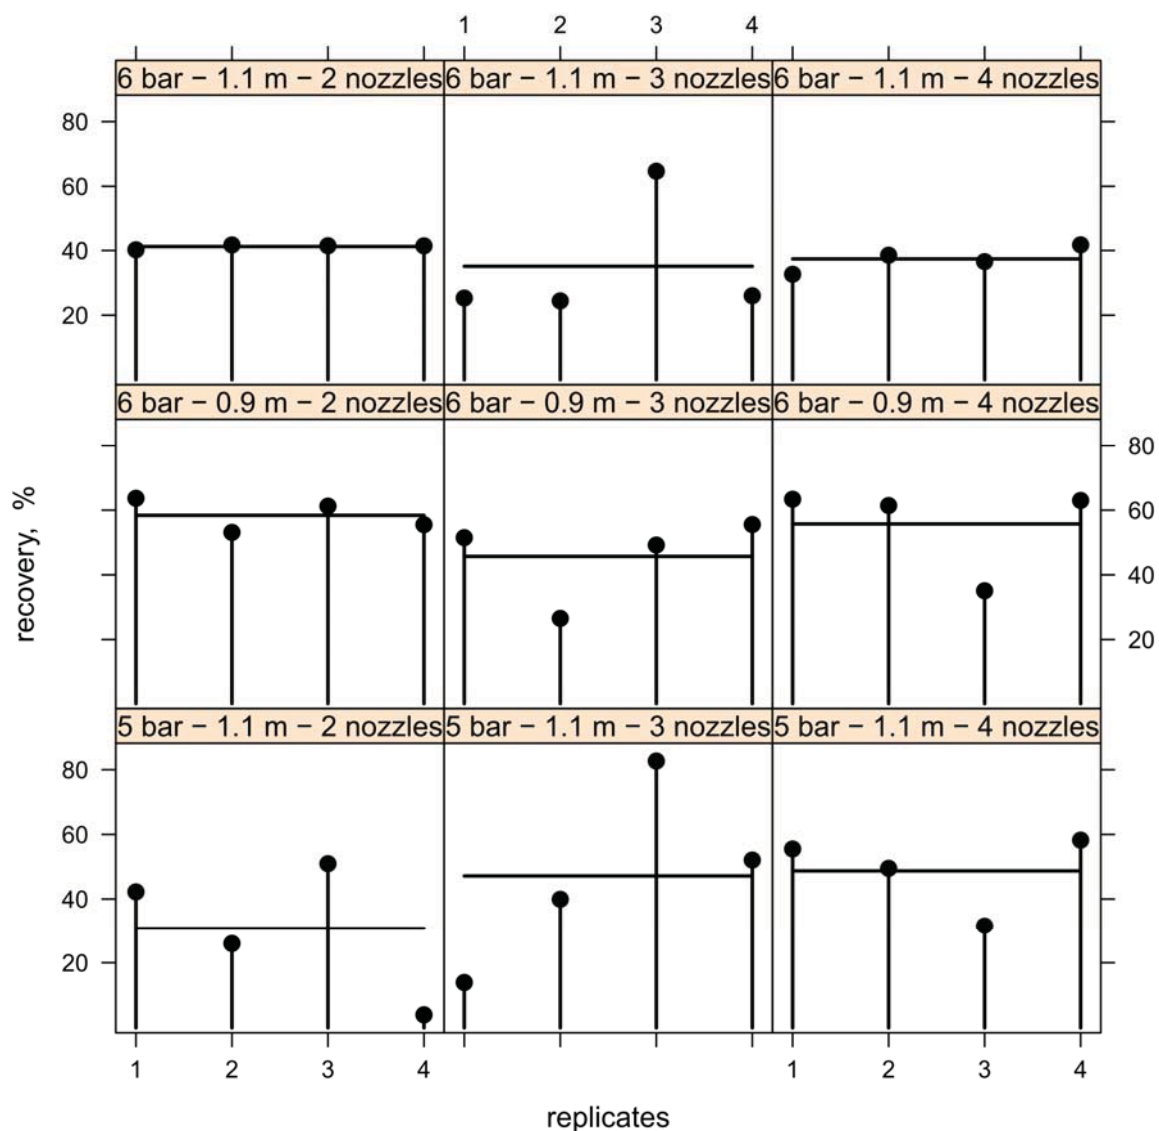 1 2 3 4
6 bar − 1.1 m − 2 nozzles 6 bar − 1.1 m − 3 nozzles 6 bar − 1.1 m − 4 nozzles
80
60
40
20
6 bar − 0.9 m − 2 nozzles 6 bar − 0.9 m − 3 nozzles 6 bar − 0.9 m − 4 nozzles
80
60
40
20
recovery, %
5 bar − 1.1 m − 2 nozzles 5 bar − 1.1 m − 3 nozzles 5 bar − 1.1 m − 4 nozzles
80
60
40
20
1 2 3 4 1 2 3 4
replicates